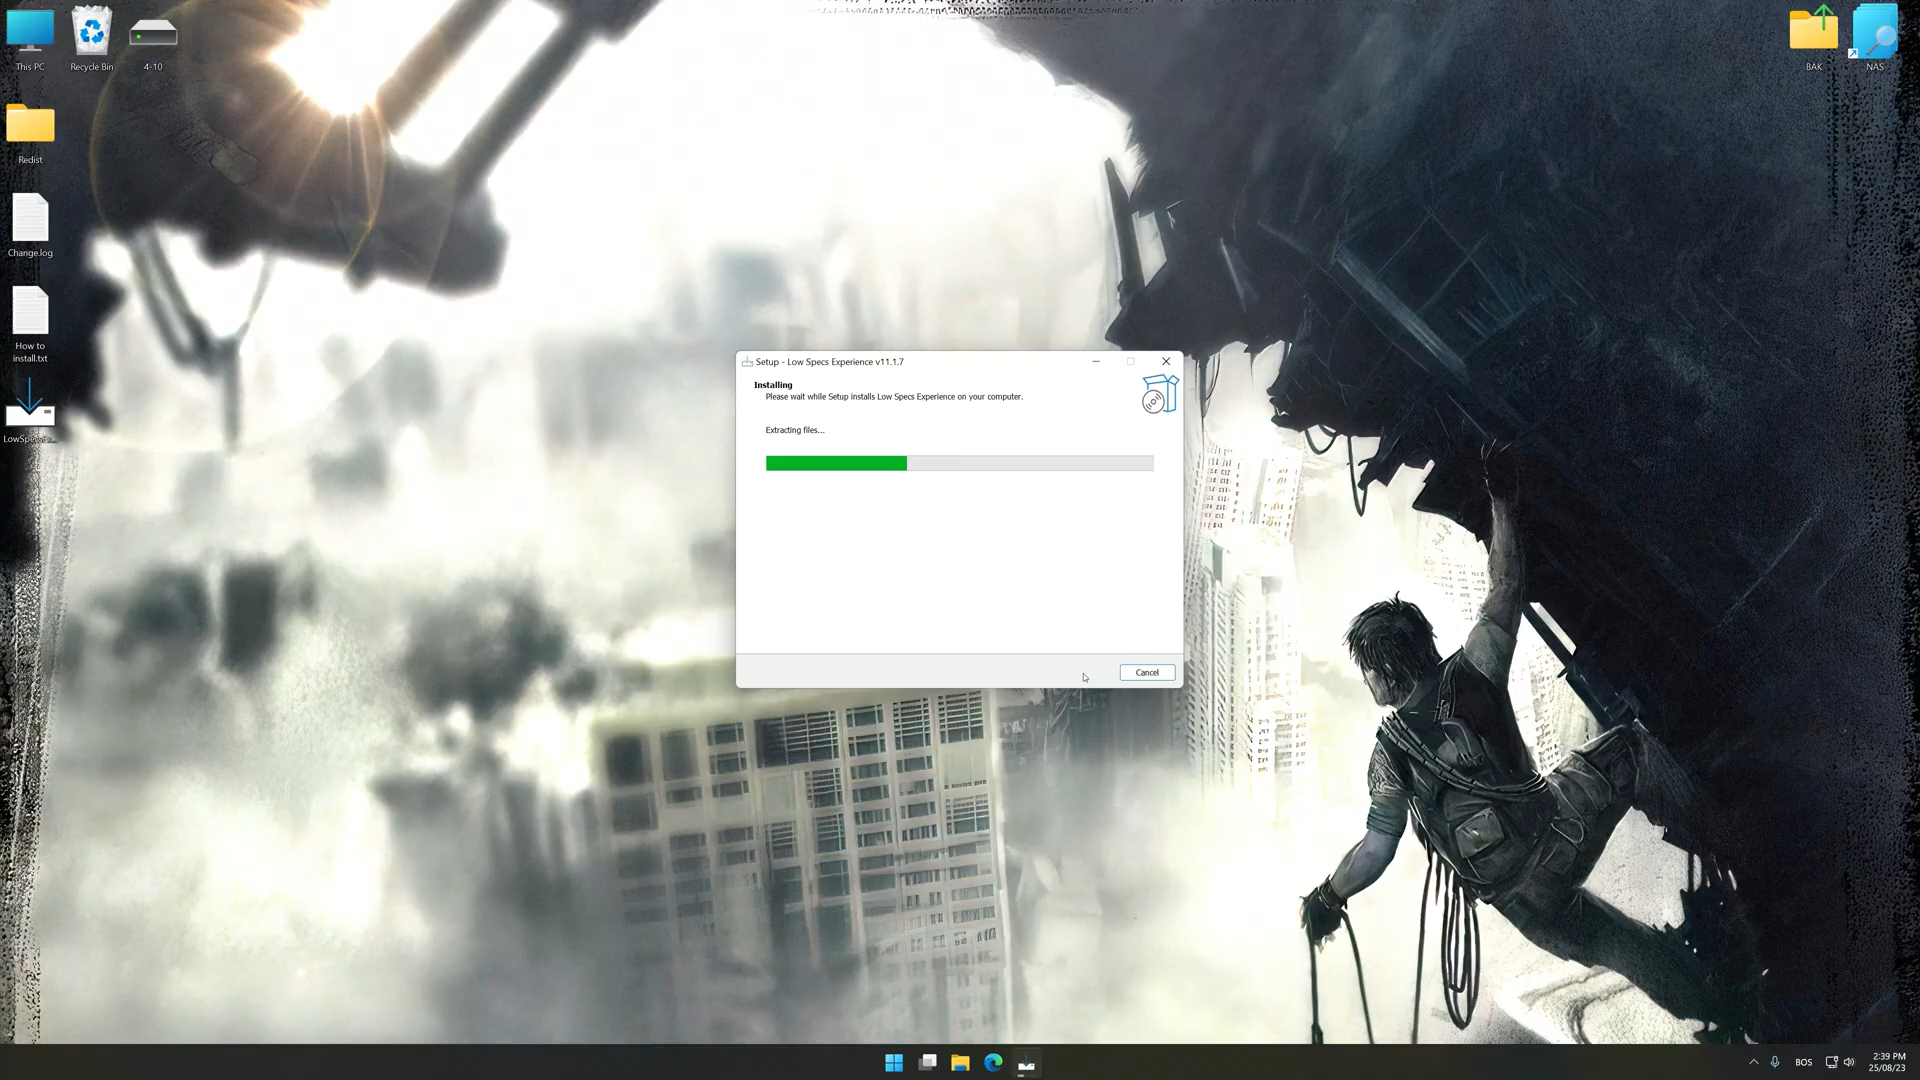 This PC
Recycle Bin
4-10
BAK
NAS
Redist
Change.log
How to
install.txt
Setup - Low Specs Experience v11.1.7
Installing
Please wait while Setup installs Low Specs Experience on your computer.
Extracting files...
Cancel
BOS
2:39 PM
25/08/23